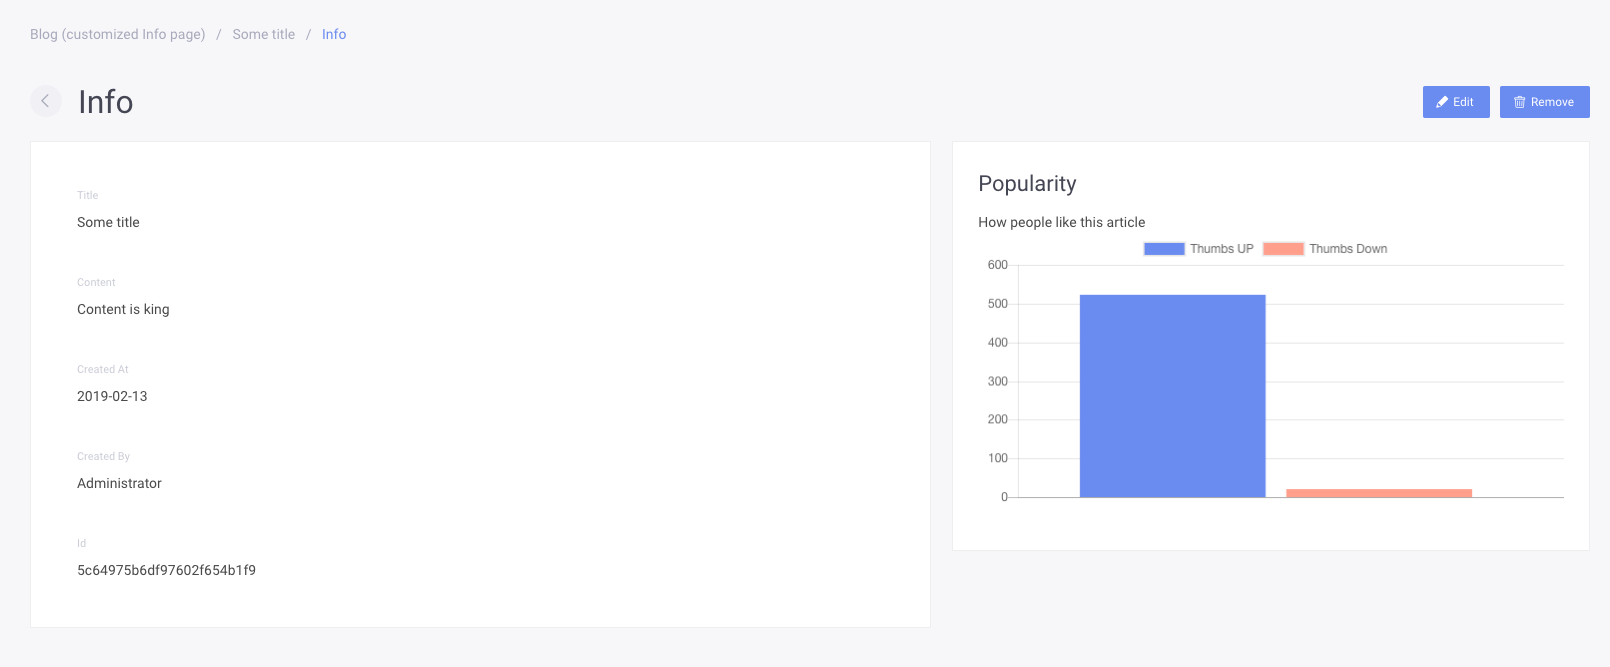 Blog (customized Info page) / Some title / Info
Info
Edit
Remove
Title
Some title
Content
Content is king
Created At
2019-02-13
Created By
Administrator
Id
5c64975b6df97602f654b1f9
Popularity
How people like this article
Thumbs UP Thumbs Down
600
500
400
300
200
100
0